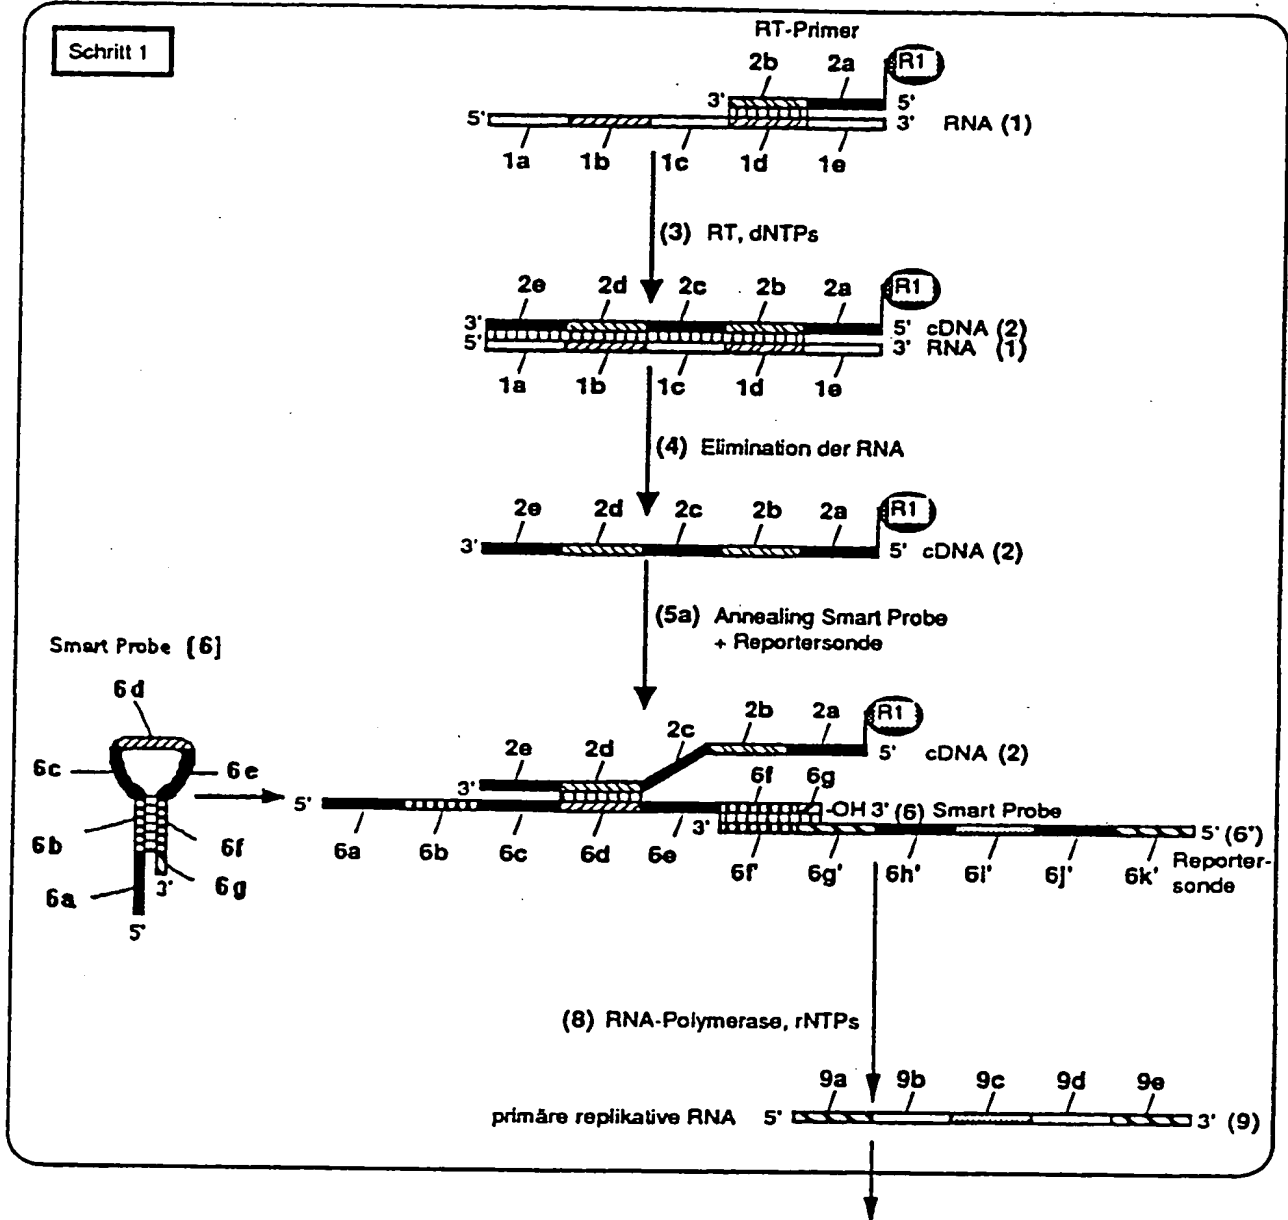 Schritt 1
RT-Primer
2b 2a R1
3' 5'
5' 3' RNA (1)
1a 1b 1c 1d 1e
(3) RT, dNTPs
2e 2d 2c 2b 2a R1
3' 5' cDNA (2)
5' 3' RNA (1)
1a 1b 1c 1d 1e
(4) Elimination der RNA
2e 2d 2c 2b 2a R1
3' 5' cDNA (2)
(5a) Annealing Smart Probe
+ Reportersonde
Smart Probe [6]
6d
6c 6e
6b 6f
6a 6g
3'
5'
2e 2d 2c 2b 2a R1
3' 5' cDNA (2)
6f 6g
5' -OH 3' (6) Smart Probe
3' 5' (6*)
6a 6b 6c 6d 6e
6f' 6g' 6h' 6i' 6j' 6k'
Reporter-
sonde
(8) RNA-Polymerase, rNTPs
9a 9b 9c 9d 9e
primäre replikative RNA 5' 3' (9)